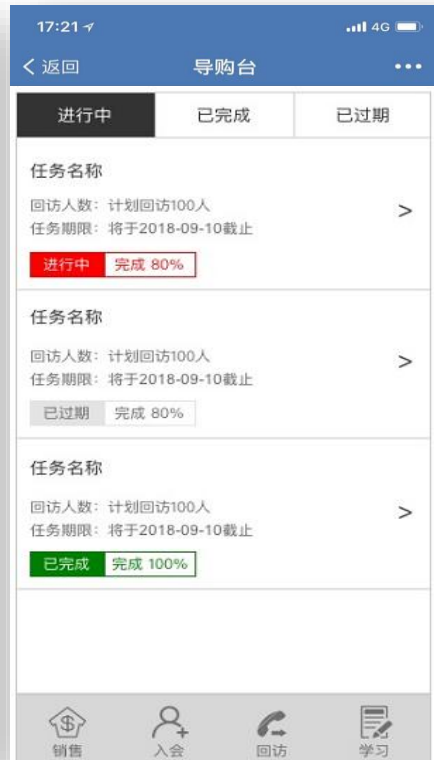 17:21
4G
返回 导购台
进行中 已完成 已过期
任务名称
回访人数：计划回访100人
>
任务期限：将于2018-09-10截止
进行中 完成 80%
任务名称
回访人数：计划回访100人
>
任务期限：将于2018-09-10截止
已过期 完成 80%
任务名称
回访人数：计划回访100人
>
任务期限：将于2018-09-10截止
已完成 完成 100%
销售 入会 回访 学习